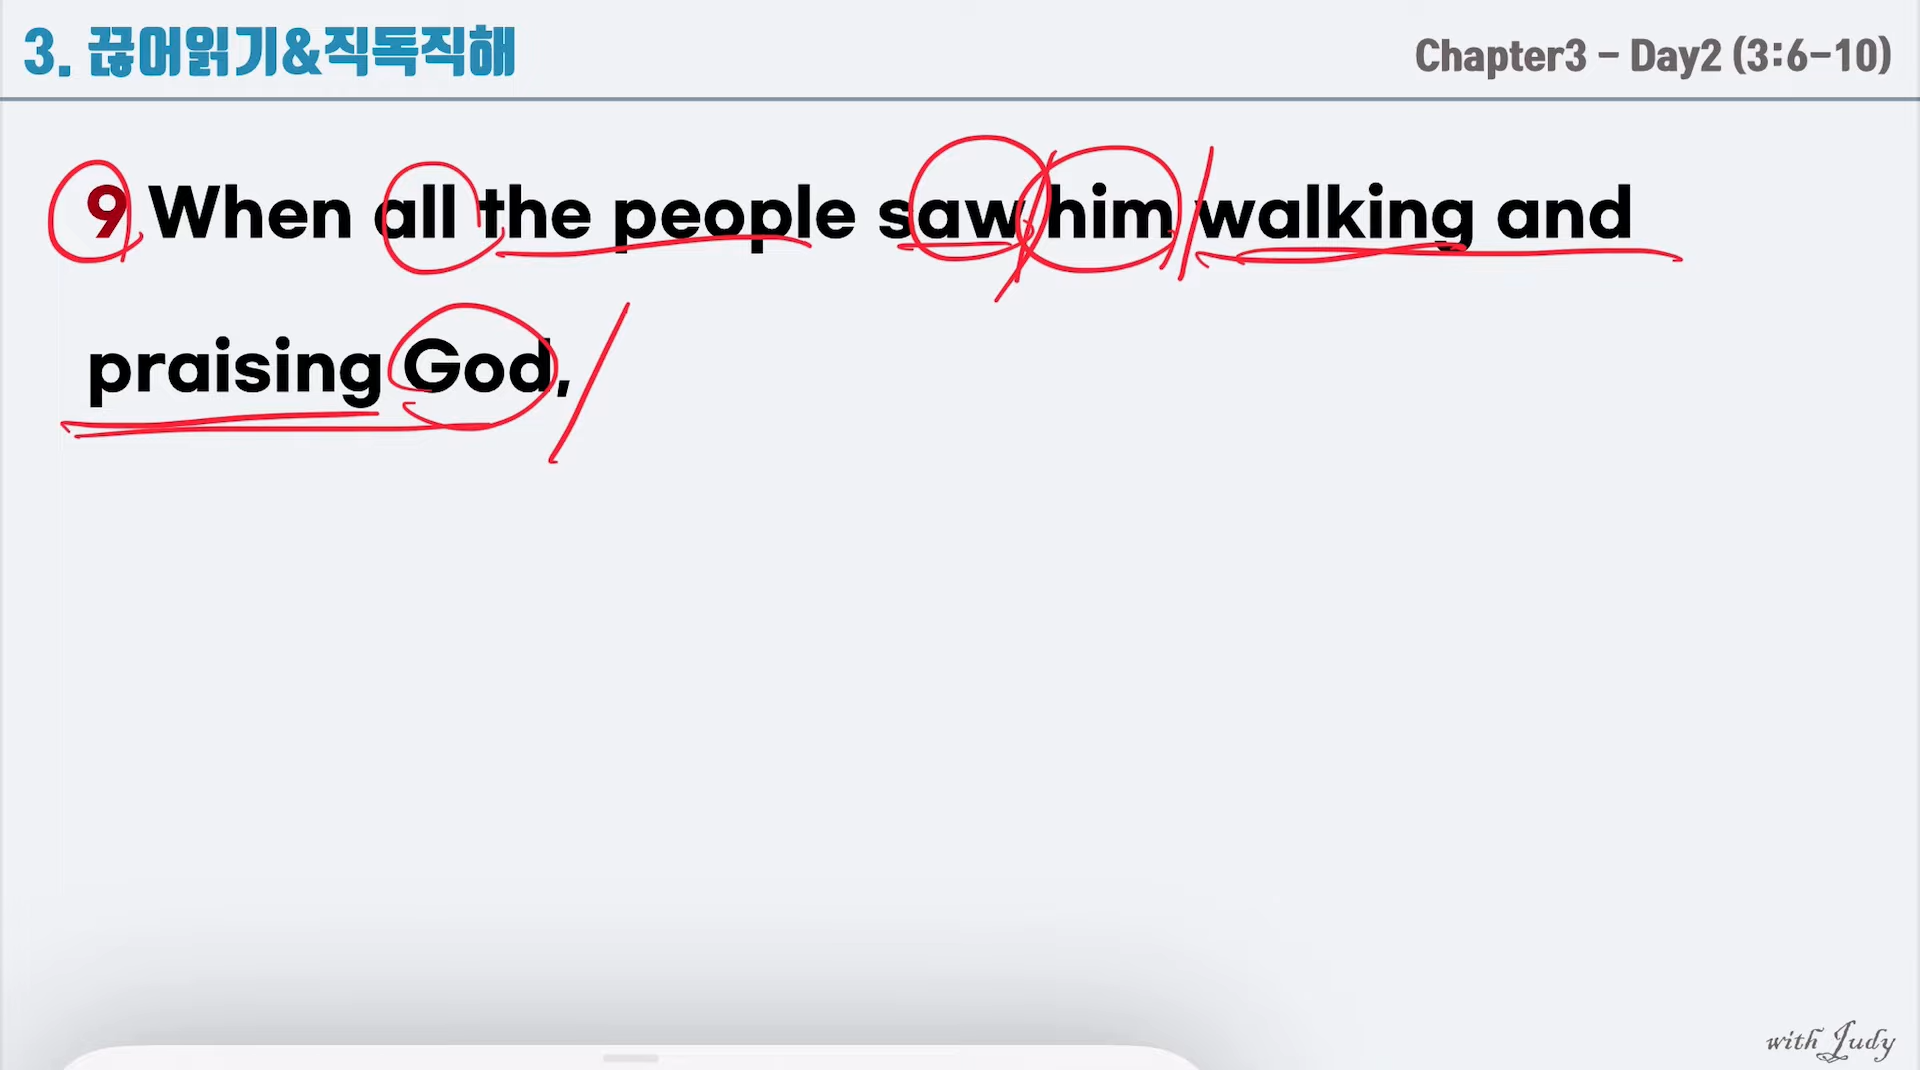 3. 끊어읽기&직독직해
Chapter3 - Day2 (3:6-10)
9 When all the people saw him walking and
praising God,
with Judy